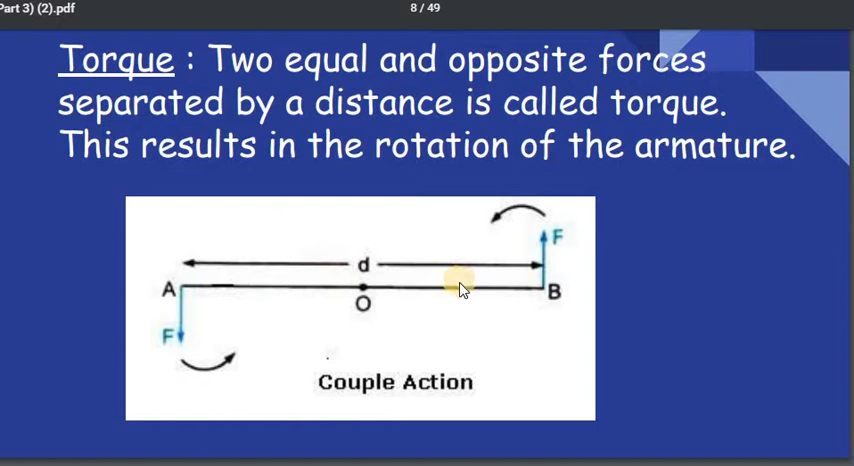 Part 3) (2).pdf
8 / 49
Torque : Two equal and opposite forces
separated by a distance is called torque.
This results in the rotation of the armature.
F
d
A
B
O
F
Couple Action